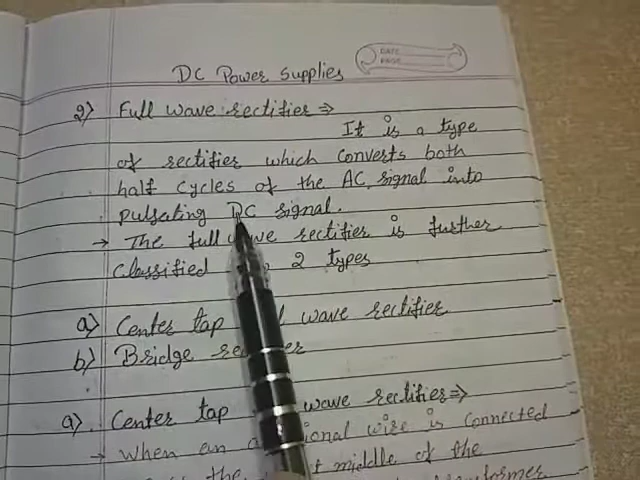 DC Power Supplies
DATE
PAGE
2) Full wave rectifier ⇒
It is a type
of rectifier which converts both
half cycles of the AC signal into
pulsating DC signal.
→ The full wave rectifier is further
classified 2 types
a) Center tap wave rectifier
b) Bridge
a) Center tap wave rectifier ⇒
→ When an wire is connected
the middle of the